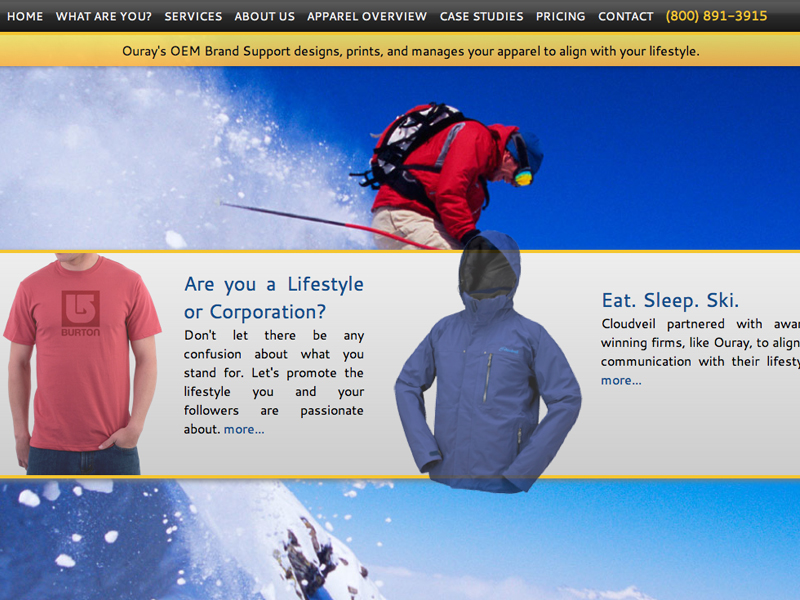 HOME WHAT ARE YOU? SERVICES ABOUT US APPAREL OVERVIEW CASE STUDIES PRICING CONTACT (800) 891-3915
Ouray's OEM Brand Support designs, prints, and manages your apparel to align with your lifestyle.
BURTON
Are you a Lifestyle
or Corporation?
Don't let there be any
confusion about what you
stand for. Let's promote the
lifestyle you and your
followers are passionate
about. more...
Eat. Sleep. Ski.
Cloudveil partnered with
winning firms, like Ouray, to align
communication with their
more...